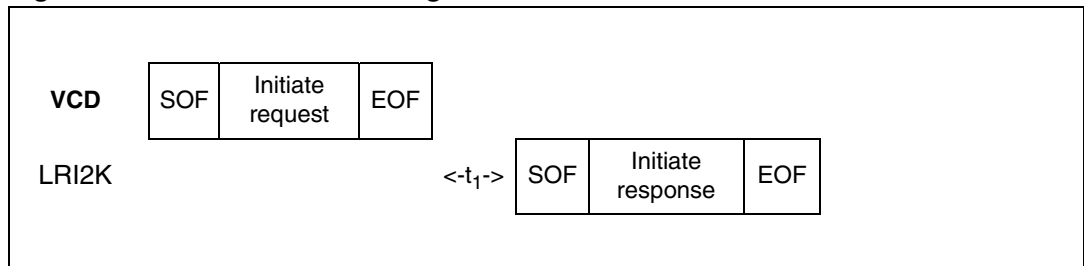 VCD SOF Initiate request EOF
LRI2K <-t₁-> SOF Initiate response EOF